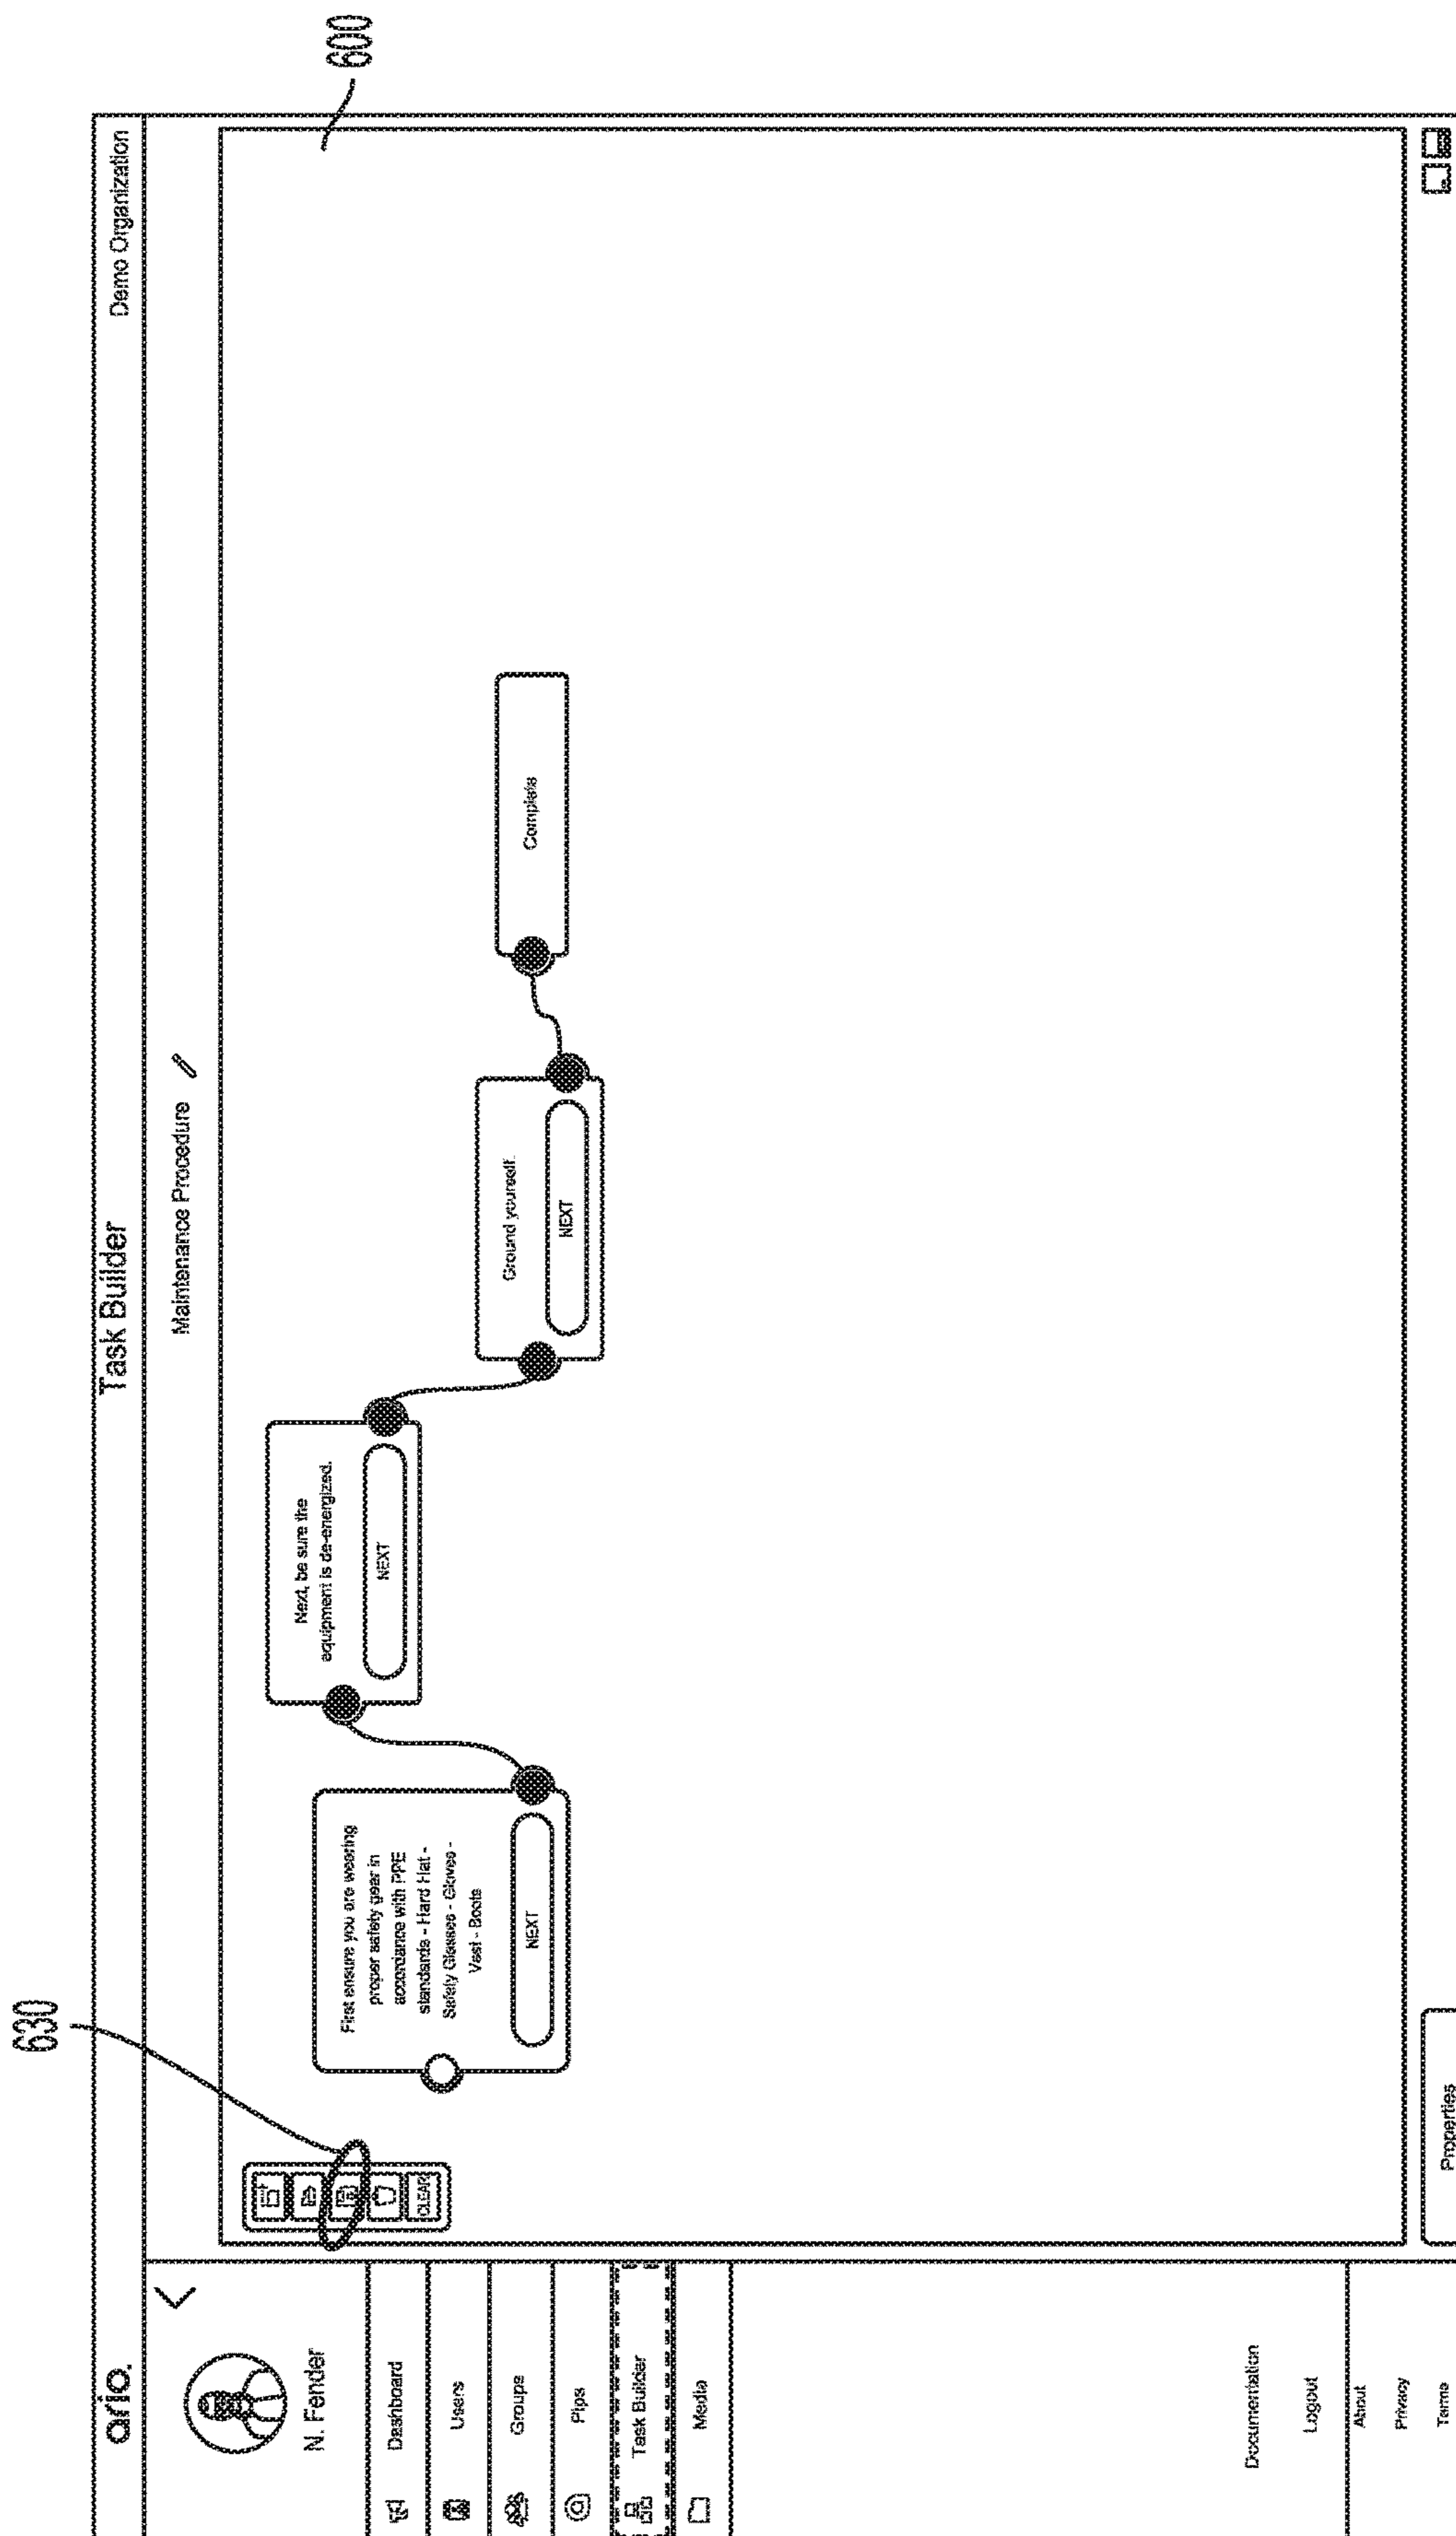 600
630
ario.
Task Builder
Demo Organization
Maintenance Procedure
N. Fender
Dashboard
Users
Groups
Pips
Task Builder
Media
Documentation
Logout
About
Privacy
Terms
CLEAR
First ensure you are wearing
proper safety gear in
accordance with PPE
standards - Hard Hat -
Safety Glasses - Gloves -
Vest - Boots
NEXT
Next, be sure the
equipment is de-energized.
NEXT
Ground yourself.
NEXT
Complete
Properties